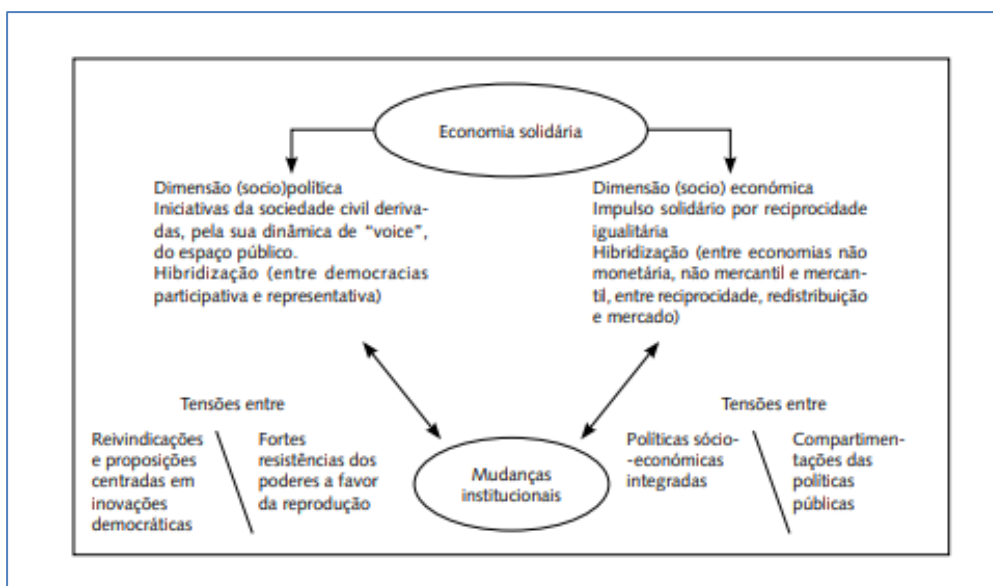 Economia solidária
Dimensão (socio)política
Iniciativas da sociedade civil deriva-
das, pela sua dinâmica de “voice”,
do espaço público.
Hibridização (entre democracias
participativa e representativa)
Dimensão (socio) económica
Impulso solidário por reciprocidade
igualitária
Hibridização (entre economias não
monetária, não mercantil e mercan-
til, entre reciprocidade, redistribuição
e mercado)
Tensões entre
Reivindicações
e proposições
centradas em
inovações
democráticas
Fortes
resistências dos
poderes a favor
da reprodução
Mudanças
institucionais
Tensões entre
Políticas sócio-
-económicas
integradas
Compartimen-
tações das
políticas
públicas